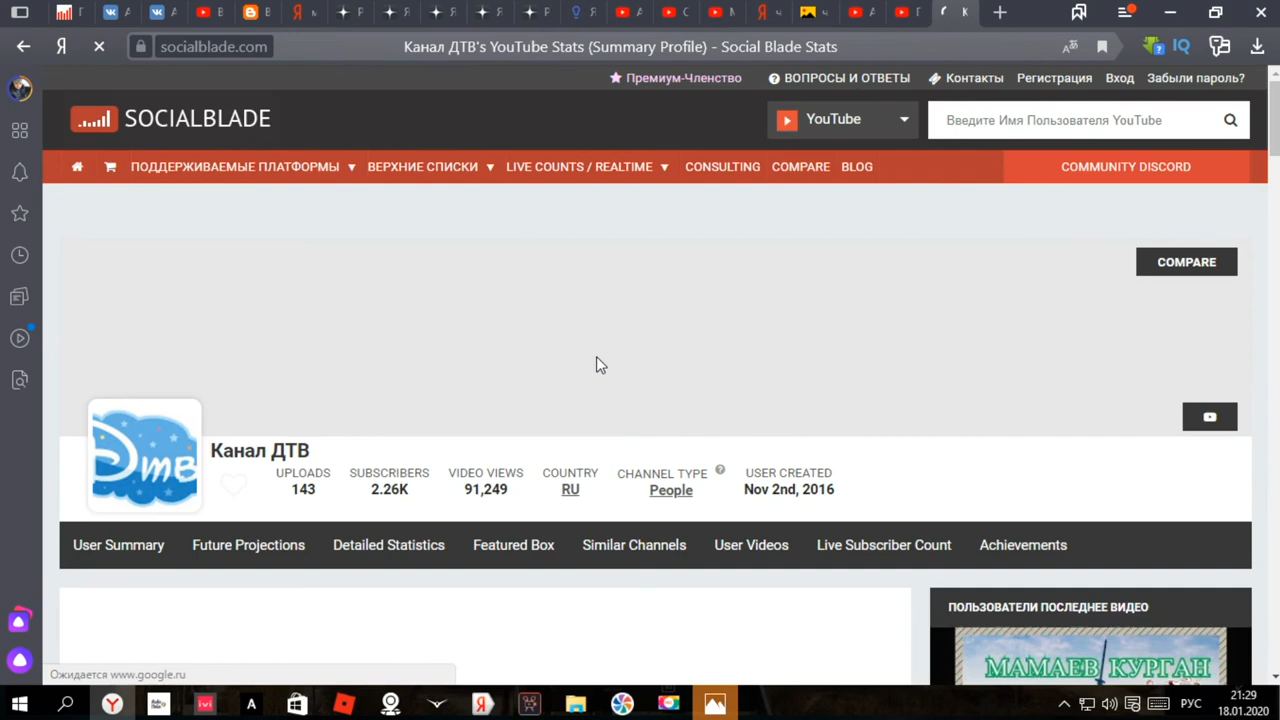 socialblade.com
Канал ДТВ's YouTube Stats (Summary Profile) - Social Blade Stats
Премиум-Членство
ВОПРОСЫ И ОТВЕТЫ
Контакты
Регистрация
Вход
Забыли пароль?
SOCIALBLADE
YouTube
Введите Имя Пользователя YouTube
ПОДДЕРЖИВАЕМЫЕ ПЛАТФОРМЫ
ВЕРХНИЕ СПИСКИ
LIVE COUNTS / REALTIME
CONSULTING
COMPARE
BLOG
COMMUNITY DISCORD
COMPARE
Дтв
Канал ДТВ
UPLOADS
143
SUBSCRIBERS
2.26K
VIDEO VIEWS
91,249
COUNTRY
RU
CHANNEL TYPE
People
USER CREATED
Nov 2nd, 2016
User Summary
Future Projections
Detailed Statistics
Featured Box
Similar Channels
User Videos
Live Subscriber Count
Achievements
ПОЛЬЗОВАТЕЛИ ПОСЛЕДНЕЕ ВИДЕО
МАМАЕВ КУРГАН
Ожидается www.google.ru
РУС
21:29
18.01.2020